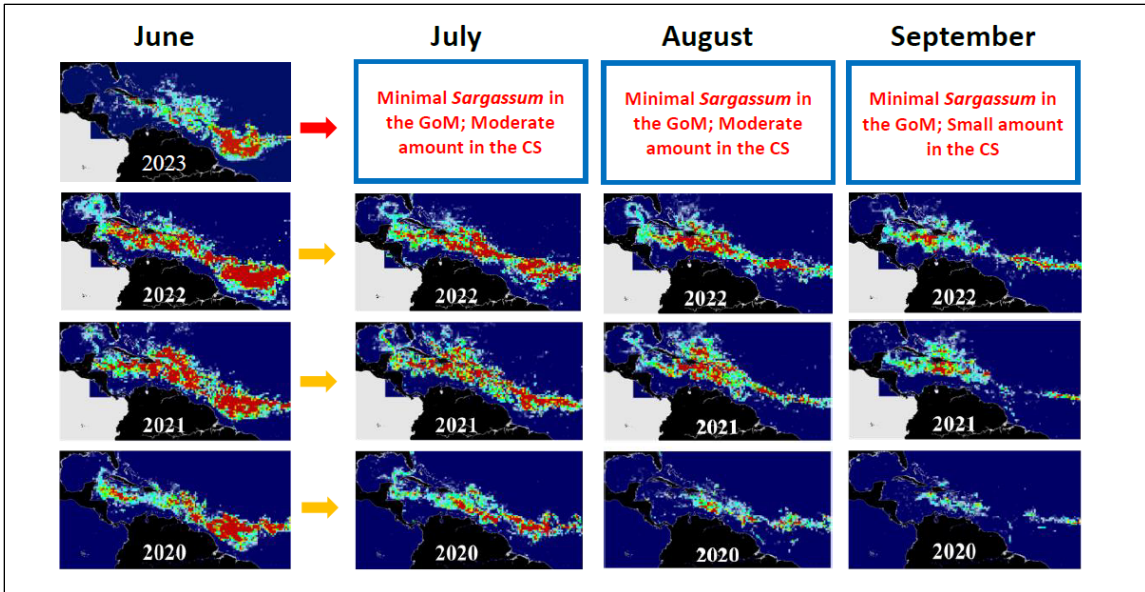 June
July
August
September
2023
Minimal Sargassum in
the GoM; Moderate
amount in the CS
Minimal Sargassum in
the GoM; Moderate
amount in the CS
Minimal Sargassum in
the GoM; Small amount
in the CS
2022
2022
2022
2022
2021
2021
2021
2021
2020
2020
2020
2020